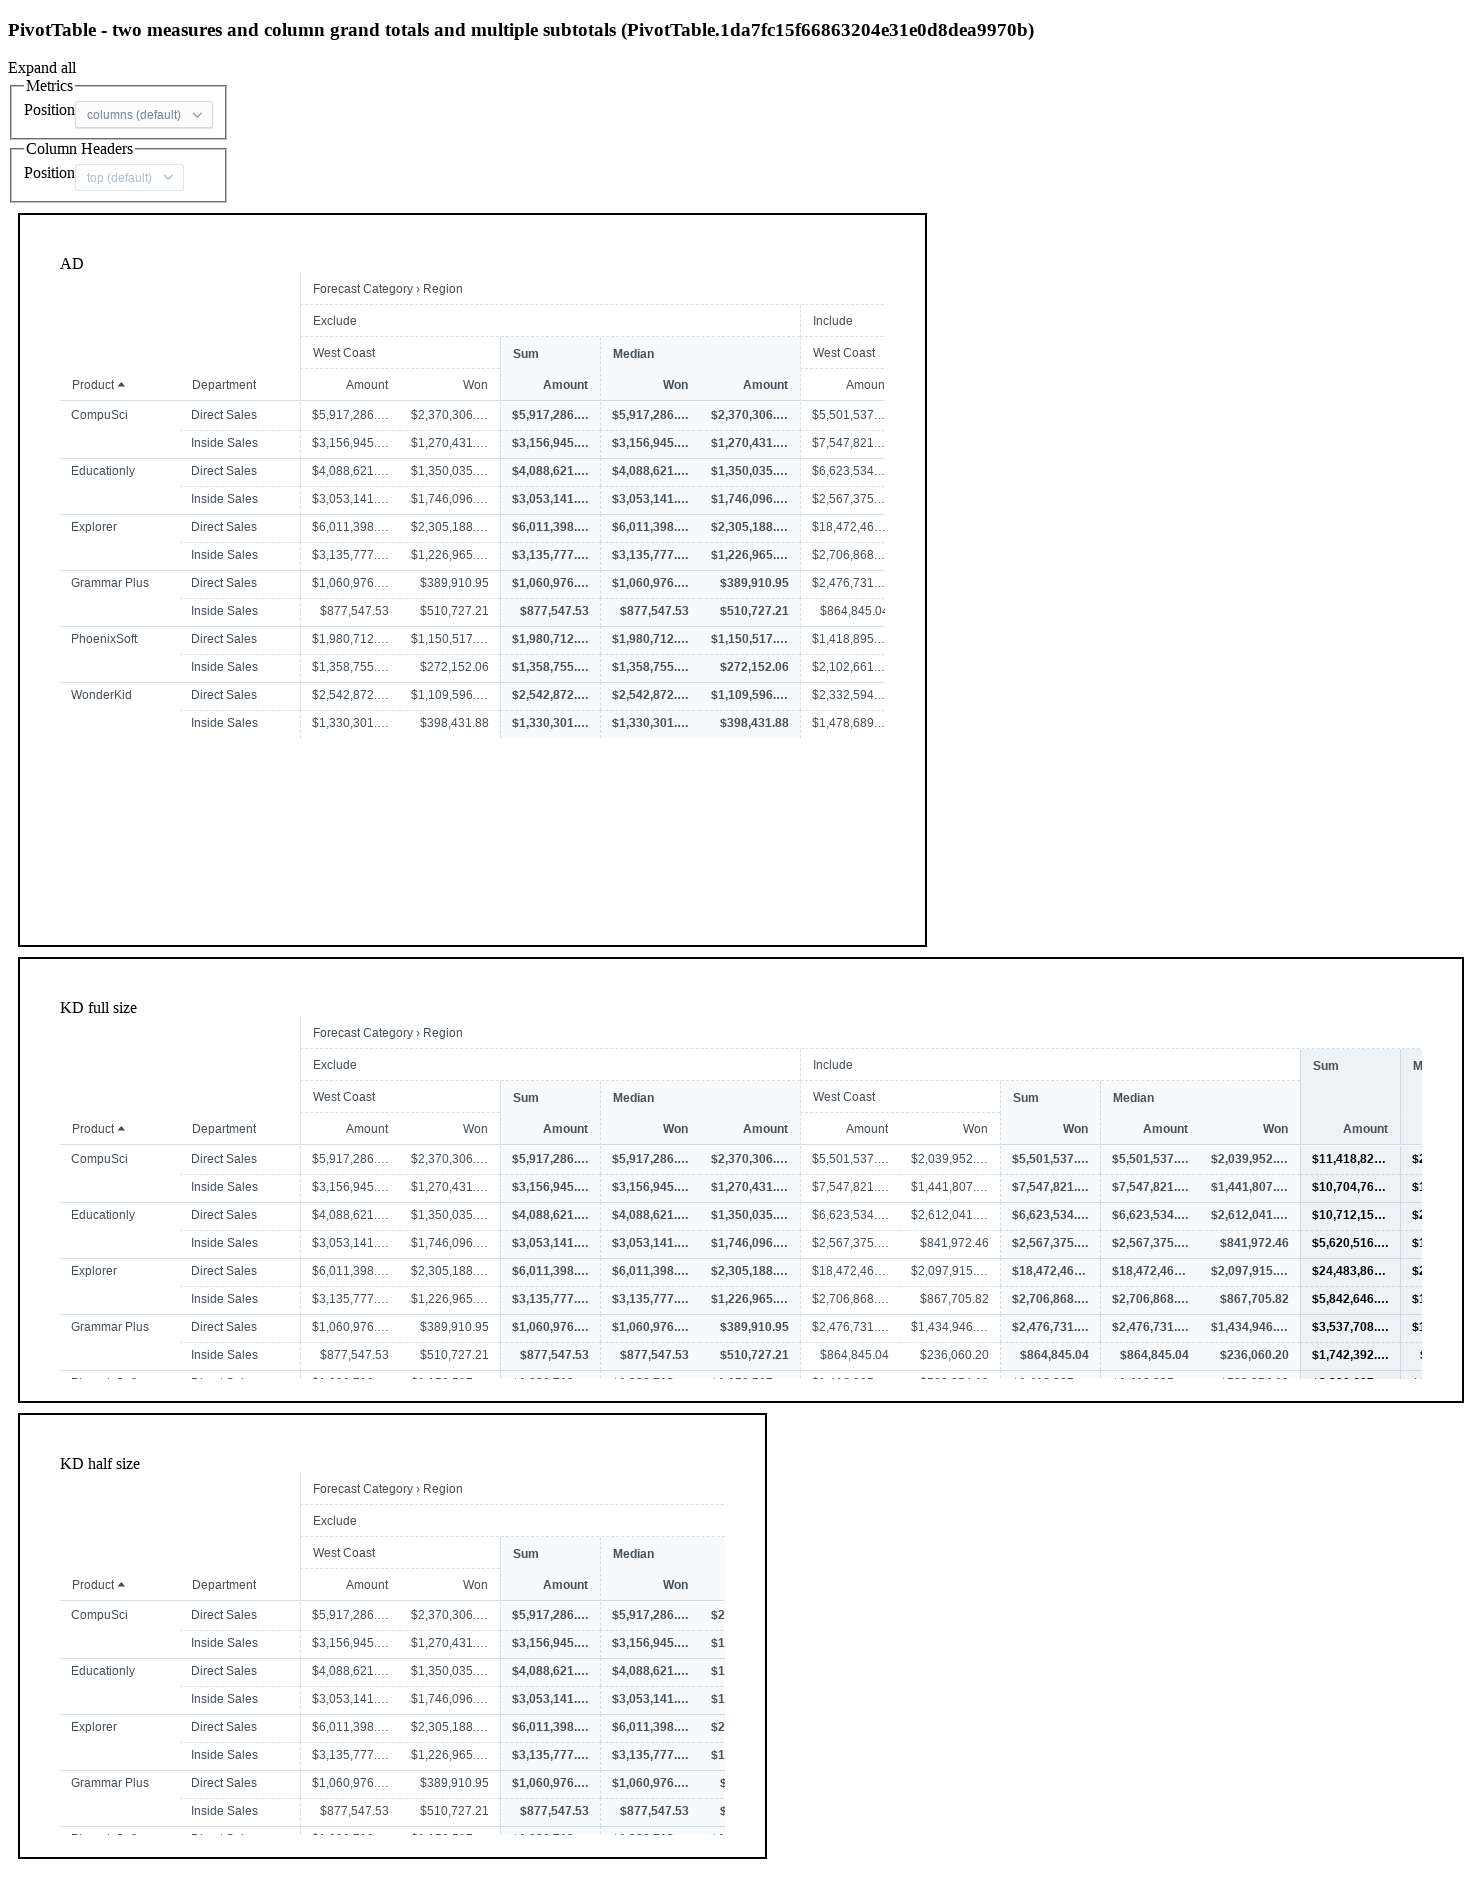 PivotTable - two measures and column grand totals and multiple subtotals (PivotTable.1da7fc15f66863204e31e0d8dea9970b)
Expand all
Metrics
Position columns (default)
Column Headers
Position top (default)
AD
Forecast Category › Region
Exclude Include
West Coast Sum Median West Coast
Product Department Amount Won Amount Won Amount Amoun
CompuSci Direct Sales $5,917,286.… $2,370,306.… $5,917,286.… $5,917,286.… $2,370,306.… $5,501,537.…
Inside Sales $3,156,945.… $1,270,431.… $3,156,945.… $3,156,945.… $1,270,431.… $7,547,821.…
Educationly Direct Sales $4,088,621.… $1,350,035.… $4,088,621.… $4,088,621.… $1,350,035.… $6,623,534.…
Inside Sales $3,053,141.… $1,746,096.… $3,053,141.… $3,053,141.… $1,746,096.… $2,567,375.…
Explorer Direct Sales $6,011,398.… $2,305,188.… $6,011,398.… $6,011,398.… $2,305,188.… $18,472,46…
Inside Sales $3,135,777.… $1,226,965.… $3,135,777.… $3,135,777.… $1,226,965.… $2,706,868.…
Grammar Plus Direct Sales $1,060,976.… $389,910.95 $1,060,976.… $1,060,976.… $389,910.95 $2,476,731.…
Inside Sales $877,547.53 $510,727.21 $877,547.53 $877,547.53 $510,727.21 $864,845.04
PhoenixSoft Direct Sales $1,980,712.… $1,150,517.… $1,980,712.… $1,980,712.… $1,150,517.… $1,418,895.…
Inside Sales $1,358,755.… $272,152.06 $1,358,755.… $1,358,755.… $272,152.06 $2,102,661.…
WonderKid Direct Sales $2,542,872.… $1,109,596.… $2,542,872.… $2,542,872.… $1,109,596.… $2,332,594.…
Inside Sales $1,330,301.… $398,431.88 $1,330,301.… $1,330,301.… $398,431.88 $1,478,689.…
KD full size
Forecast Category › Region
Exclude Include Sum M
West Coast Sum Median West Coast Sum Median
Product Department Amount Won Amount Won Amount Amount Won Won Amount Won Amount
CompuSci Direct Sales $5,917,286.… $2,370,306.… $5,917,286.… $5,917,286.… $2,370,306.… $5,501,537.… $2,039,952.… $5,501,537.… $5,501,537.… $2,039,952.… $11,418,82… $2
Inside Sales $3,156,945.… $1,270,431.… $3,156,945.… $3,156,945.… $1,270,431.… $7,547,821.… $1,441,807.… $7,547,821.… $7,547,821.… $1,441,807.… $10,704,76… $1
Educationly Direct Sales $4,088,621.… $1,350,035.… $4,088,621.… $4,088,621.… $1,350,035.… $6,623,534.… $2,612,041.… $6,623,534.… $6,623,534.… $2,612,041.… $10,712,15… $2
Inside Sales $3,053,141.… $1,746,096.… $3,053,141.… $3,053,141.… $1,746,096.… $2,567,375.… $841,972.46 $2,567,375.… $2,567,375.… $841,972.46 $5,620,516.… $1
Explorer Direct Sales $6,011,398.… $2,305,188.… $6,011,398.… $6,011,398.… $2,305,188.… $18,472,46… $2,097,915.… $18,472,46… $18,472,46… $2,097,915.… $24,483,86… $2
Inside Sales $3,135,777.… $1,226,965.… $3,135,777.… $3,135,777.… $1,226,965.… $2,706,868.… $867,705.82 $2,706,868.… $2,706,868.… $867,705.82 $5,842,646.… $1
Grammar Plus Direct Sales $1,060,976.… $389,910.95 $1,060,976.… $1,060,976.… $389,910.95 $2,476,731.… $1,434,946.… $2,476,731.… $2,476,731.… $1,434,946.… $3,537,708.… $1
Inside Sales $877,547.53 $510,727.21 $877,547.53 $877,547.53 $510,727.21 $864,845.04 $236,060.20 $864,845.04 $864,845.04 $236,060.20 $1,742,392.… $
KD half size
Forecast Category › Region
Exclude
West Coast Sum Median
Product Department Amount Won Amount Won
CompuSci Direct Sales $5,917,286.… $2,370,306.… $5,917,286.… $5,917,286.… $2
Inside Sales $3,156,945.… $1,270,431.… $3,156,945.… $3,156,945.… $1
Educationly Direct Sales $4,088,621.… $1,350,035.… $4,088,621.… $4,088,621.… $1
Inside Sales $3,053,141.… $1,746,096.… $3,053,141.… $3,053,141.… $1
Explorer Direct Sales $6,011,398.… $2,305,188.… $6,011,398.… $6,011,398.… $2
Inside Sales $3,135,777.… $1,226,965.… $3,135,777.… $3,135,777.… $1
Grammar Plus Direct Sales $1,060,976.… $389,910.95 $1,060,976.… $1,060,976.… $
Inside Sales $877,547.53 $510,727.21 $877,547.53 $877,547.53 $